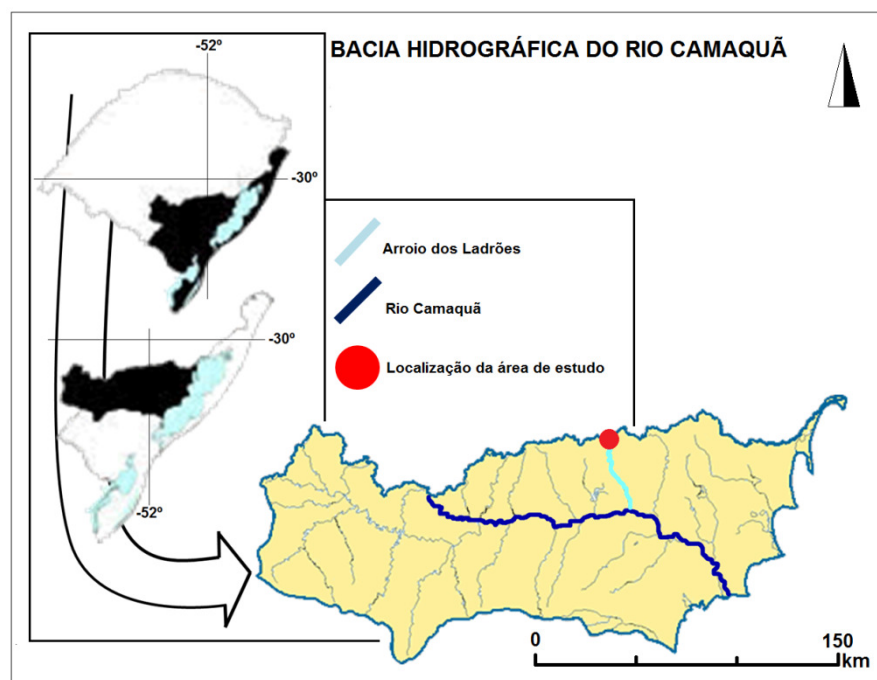 BACIA HIDROGRÁFICA DO RIO CAMAQUÃ
-52º
-30º
Arroio dos Ladrões
Rio Camaquã
-30º
Localização da área de estudo
-52º
0 150
km